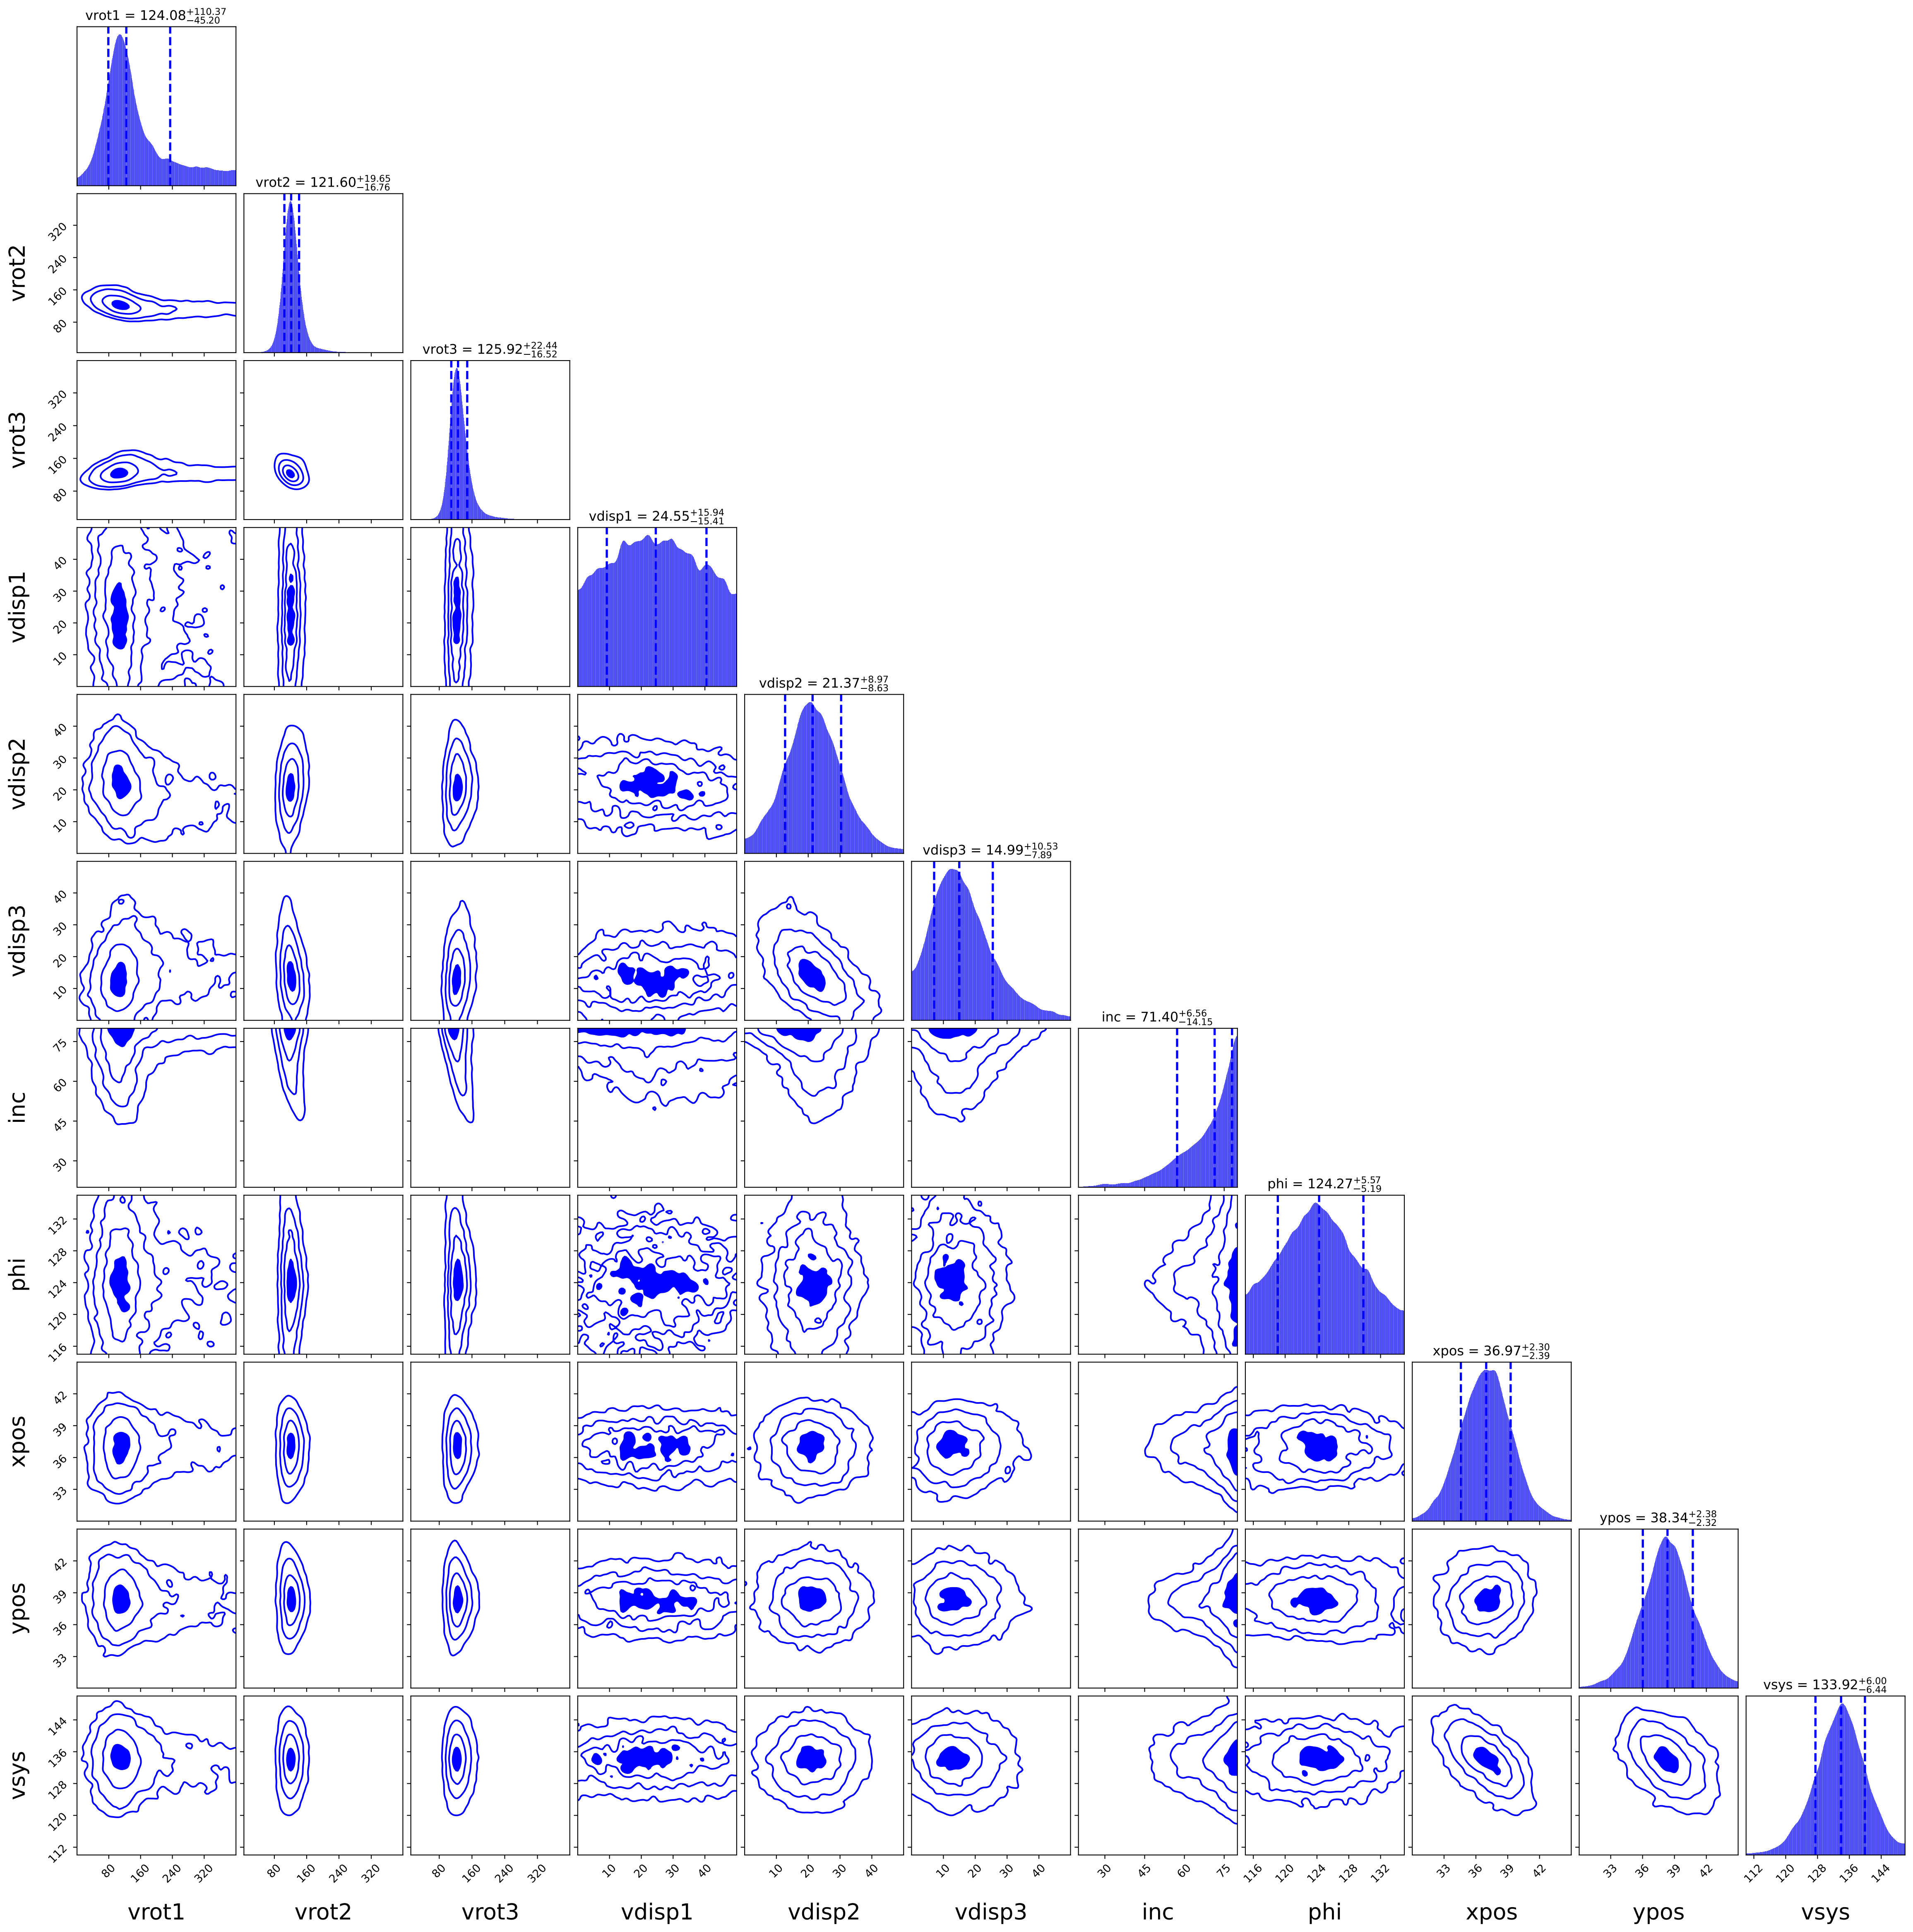 vrot1 = 124.08+110.37−45.20
vrot2 = 121.60+19.65−16.76
vrot2
320
240
160
80
vrot3 = 125.92+22.44−16.52
vrot3
320
240
160
80
vdisp1 = 24.55+15.94−15.41
vdisp1
40
30
20
10
vdisp2 = 21.37+8.97−8.63
vdisp2
40
30
20
10
vdisp3 = 14.99+10.53−7.89
vdisp3
40
30
20
10
inc = 71.40+6.56−14.15
inc
75
60
45
30
phi = 124.27+5.57−5.19
phi
132
128
124
120
116
xpos = 36.97+2.30−2.39
xpos
42
39
36
33
ypos = 38.34+2.38−2.32
ypos
42
39
36
33
vsys = 133.92+6.00−6.44
vsys
144
136
128
120
112
80 160 240 320 80 160 240 320 80 160 240 320 10 20 30 40 10 20 30 40 10 20 30 40 30 45 60 75 116 120 124 128 132 33 36 39 42 33 36 39 42 112 120 128 136 144
vrot1 vrot2 vrot3 vdisp1 vdisp2 vdisp3 inc phi xpos ypos vsys